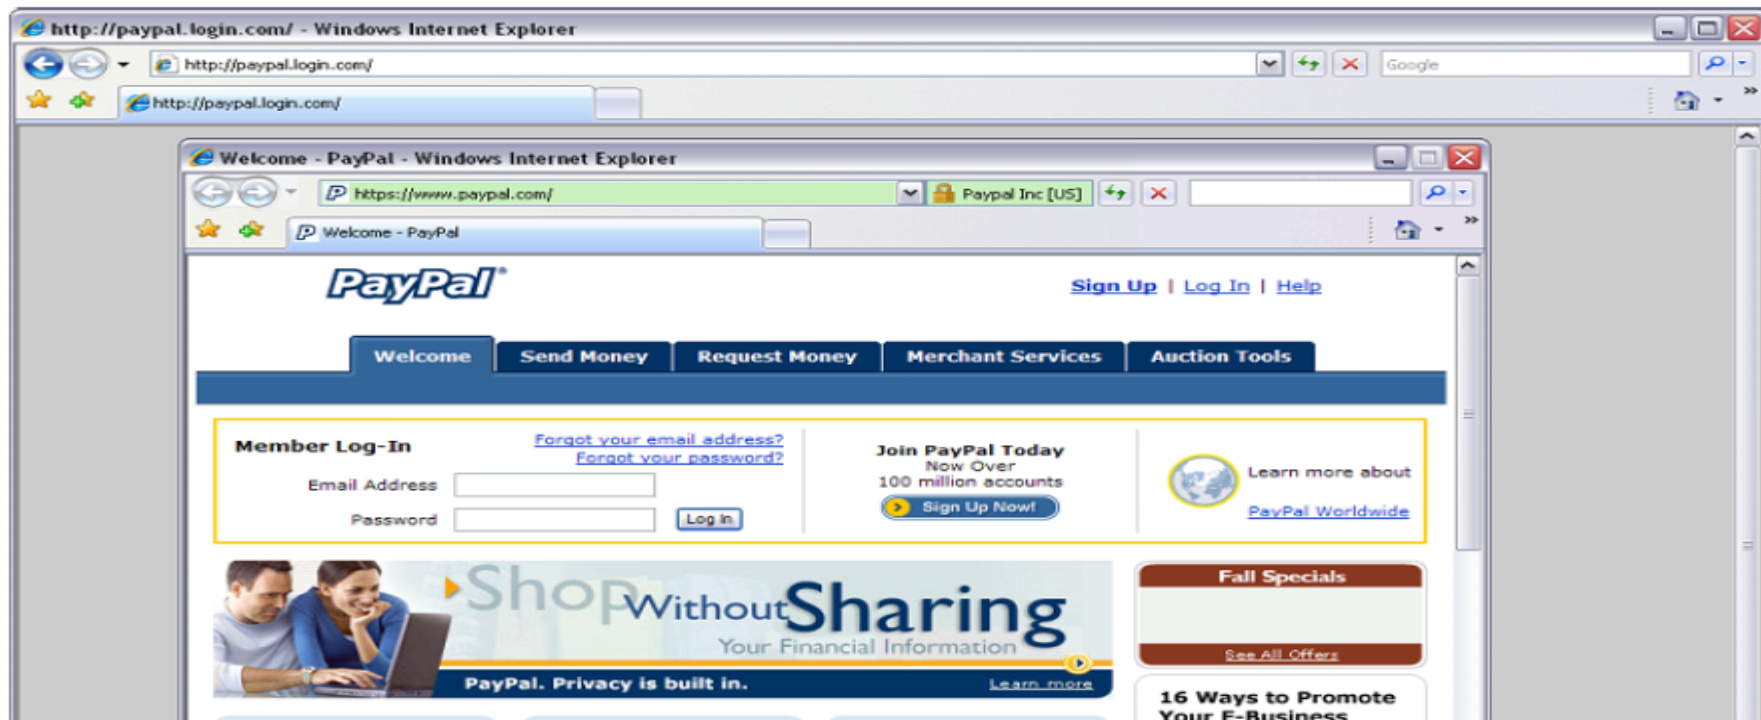 http://paypal.login.com/ - Windows Internet Explorer
http://paypal.login.com/
Google
http://paypal.login.com/
Welcome - PayPal - Windows Internet Explorer
https://www.paypal.com/
Paypal Inc [US]
Welcome - PayPal
PayPal
Sign Up | Log In | Help
Welcome
Send Money
Request Money
Merchant Services
Auction Tools
Member Log-In
Forgot your email address?
Forgot your password?
Email Address
Password
Log In
Join PayPal Today
Now Over
100 million accounts
Sign Up Now!
Learn more about
PayPal Worldwide
Shop Without Sharing
Your Financial Information
PayPal. Privacy is built in.
Learn more
Fall Specials
See All Offers
16 Ways to Promote
Your E-Business